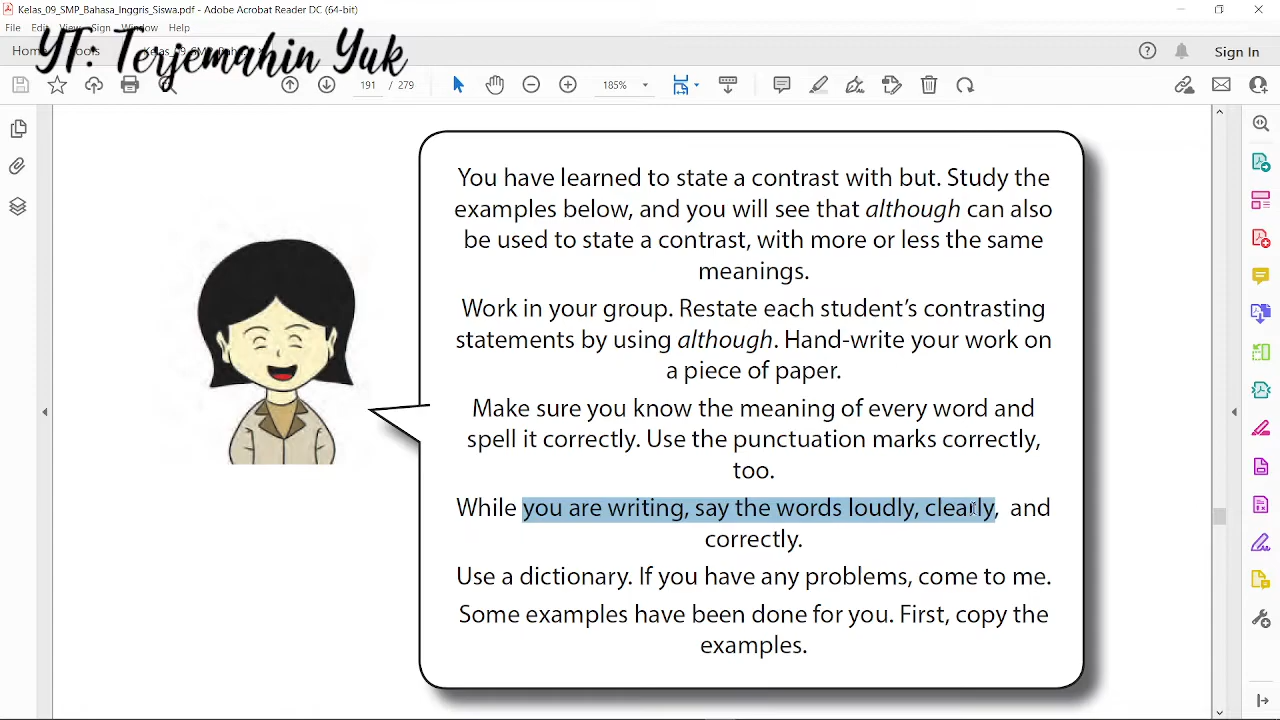 Kelas_09_SMP_Bahasa_Inggris_Siswa.pdf - Adobe Acrobat Reader DC (64-bit)
File Edit View Sign Window Help
YT: Terjemahin Yuk
Home Tools
Sign In
191 / 279
185%
You have learned to state a contrast with but. Study the
examples below, and you will see that although can also
be used to state a contrast, with more or less the same
meanings.
Work in your group. Restate each student's contrasting
statements by using although. Hand-write your work on
a piece of paper.
Make sure you know the meaning of every word and
spell it correctly. Use the punctuation marks correctly,
too.
While you are writing, say the words loudly, clearly, and
correctly.
Use a dictionary. If you have any problems, come to me.
Some examples have been done for you. First, copy the
examples.